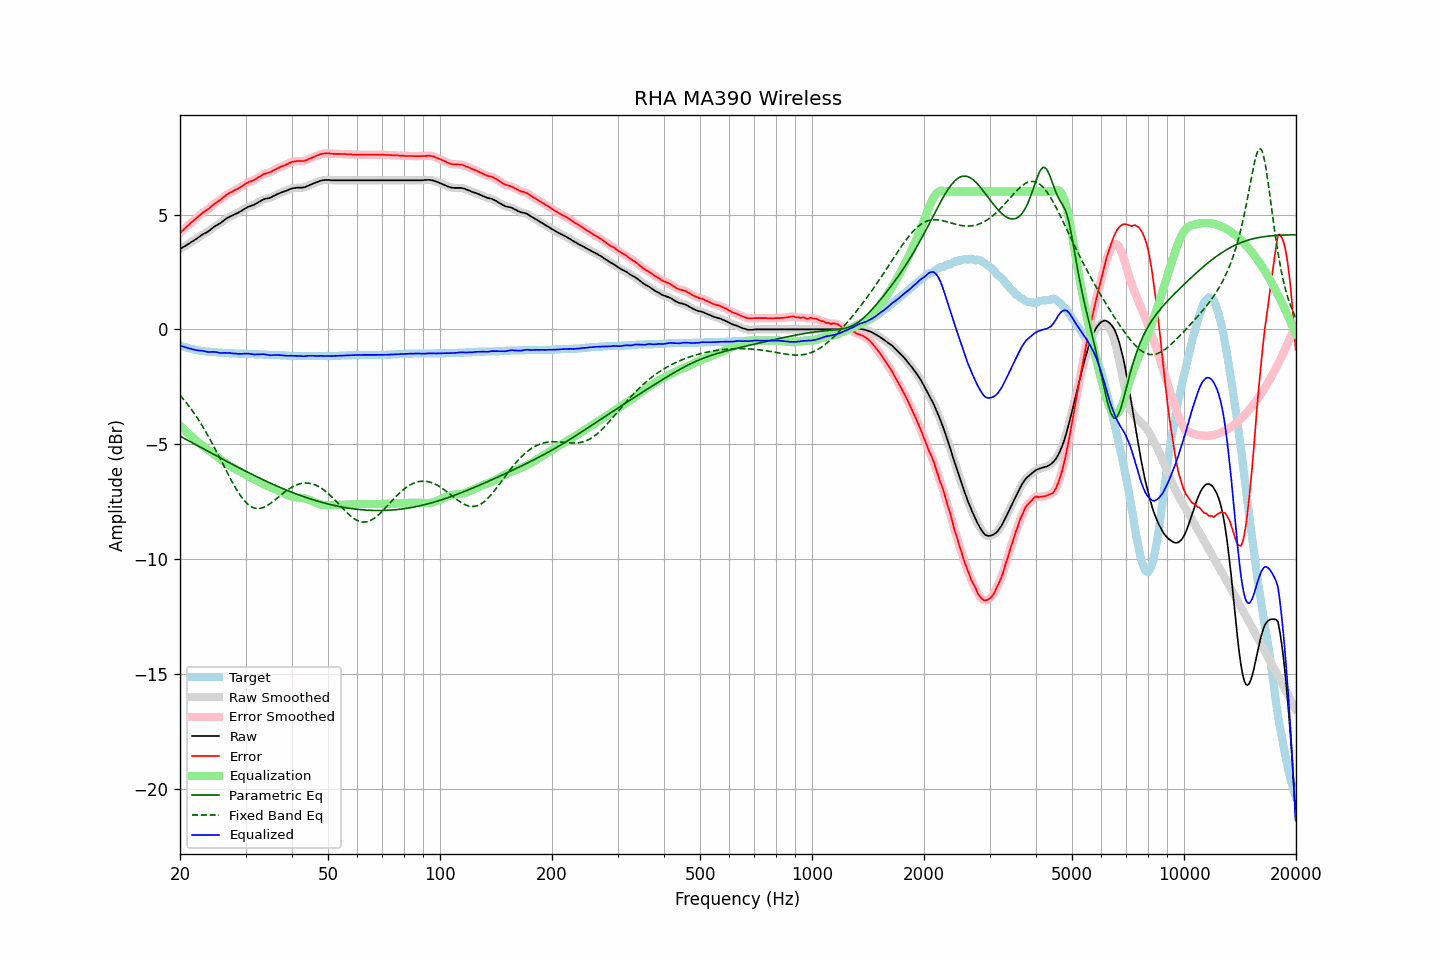 RHA MA390 Wireless
Amplitude (dBr)
5
0
−5
−10
−15
−20
Target
Raw Smoothed
Error Smoothed
Raw
Error
Equalization
Parametric Eq
Fixed Band Eq
Equalized
20 50 100 200 500 1000 2000 5000 10000 20000
Frequency (Hz)